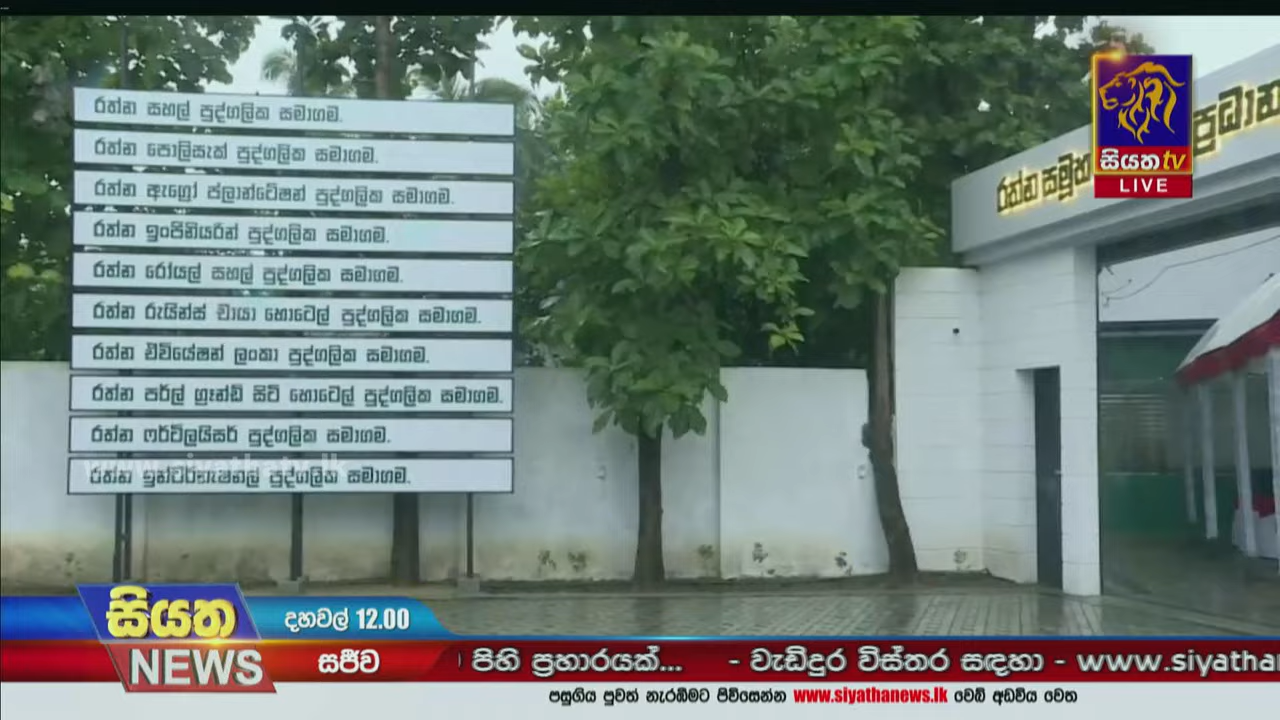 රත්න සහල් පුද්ගලික සමාගම.
රත්න පොලිසැක් පුද්ගලික සමාගම.
රත්න ඇග්‍රෝ ප්ලාන්ටේෂන් පුද්ගලික සමාගම.
රත්න ඉංජිනියරින් පුද්ගලික සමාගම.
රත්න රෝයල් සහල් පුද්ගලික සමාගම.
රත්න රුයින්ස් චායා හොටෙල් පුද්ගලික සමාගම.
රත්න ඒවියේෂන් ලංකා පුද්ගලික සමාගම.
රත්න පර්ල් ග්‍රෑන්ඩ් සිටි හොටෙල් පුද්ගලික සමාගම.
රත්න ෆර්ටිලුයිසර් පුද්ගලික සමාගම.
රත්න ඉන්ටර්නැෂනල් පුද්ගලික සමාගම.
www.siyathatv.lk
රත්න සමූහ
ප්‍රධාන
සියත tv
LIVE
සියත
NEWS
දහවල් 12.00
සජීව
පිහි ප්‍රහාරයක්... - වැඩිදුර විස්තර සඳහා - www.siyatha
පසුගිය පුවත් නැරඹීමට පිවිසෙන්න www.siyathanews.lk වෙබ් අඩවිය වෙත